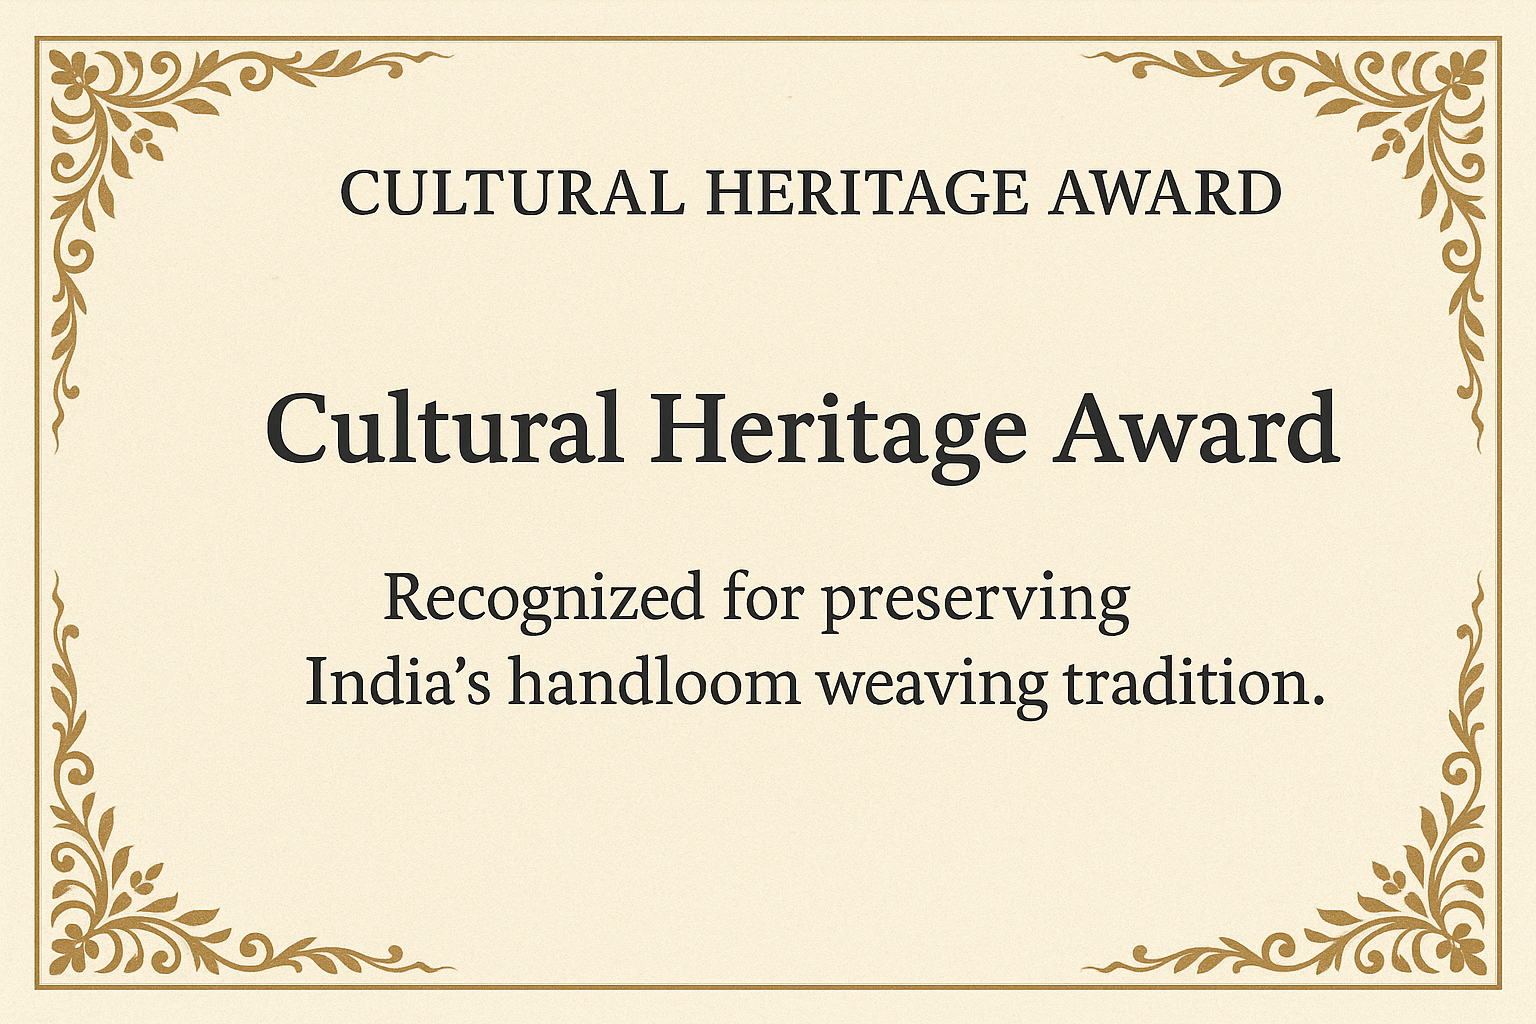 CULTURAL HERITAGE AWARD
Cultural Heritage Award
Recognized for preserving
India’s handloom weaving tradition.